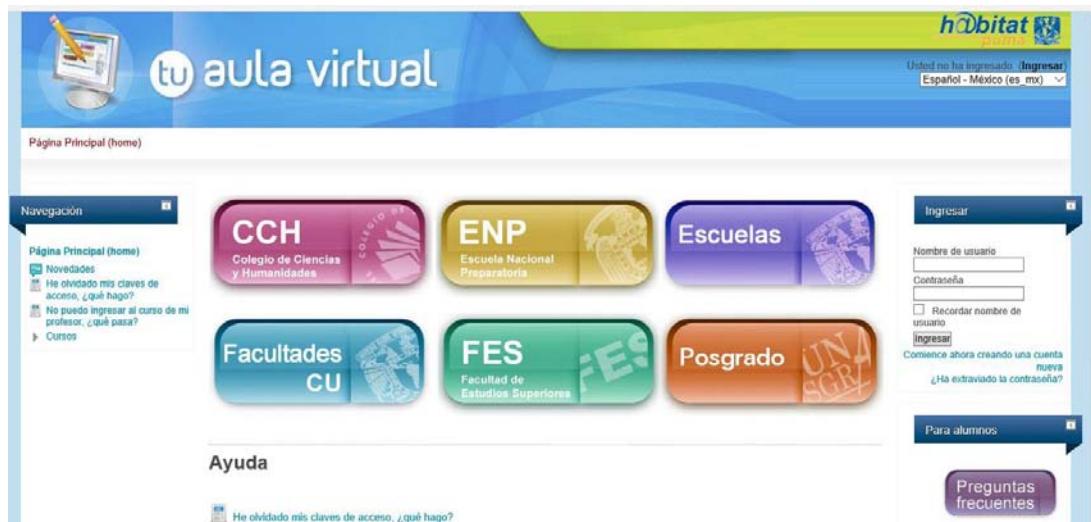 tu aula virtual
h@bitat
puma
Usted no ha ingresado. (Ingresar)
Español - México (es_mx)
Página Principal (home)
Navegación
Página Principal (home)
Novedades
He olvidado mis claves de
acceso, ¿qué hago?
No puedo ingresar al curso de mi
profesor, ¿qué pasa?
Cursos
CCH
Colegio de Ciencias
y Humanidades
ENP
Escuela Nacional
Preparatoria
Escuelas
Facultades
CU
FES
Facultad de
Estudios Superiores
Posgrado
Ayuda
He olvidado mis claves de acceso, ¿qué hago?
Ingresar
Nombre de usuario
Contraseña
Recordar nombre de
usuario
Ingresar
Comience ahora creando una cuenta
nueva
¿Ha extraviado la contraseña?
Para alumnos
Preguntas
frecuentes